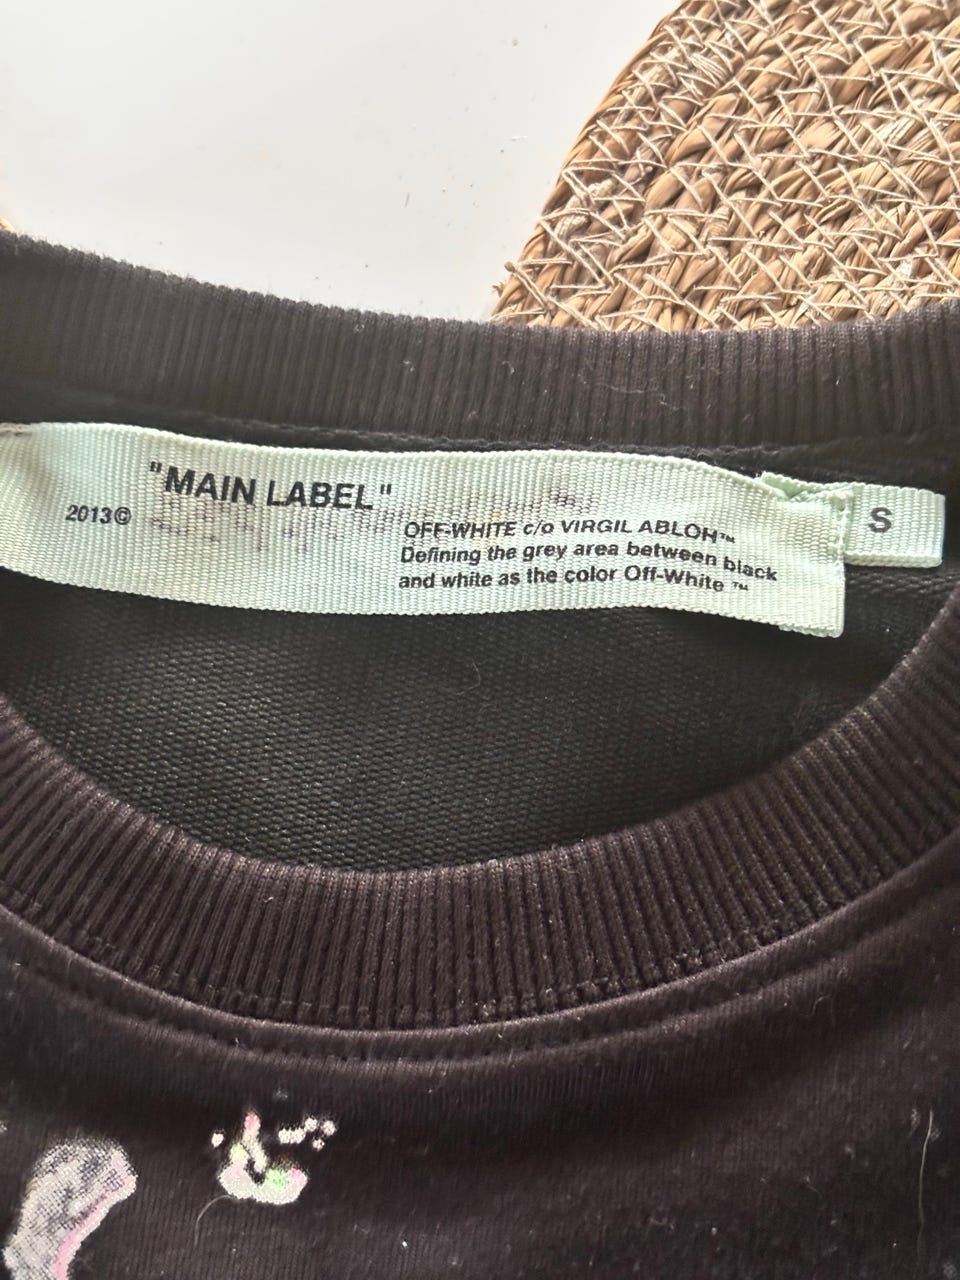 "MAIN LABEL"
2013©
OFF-WHITE c/o VIRGIL ABLOH™
Defining the grey area between black
and white as the color Off-White ™
S